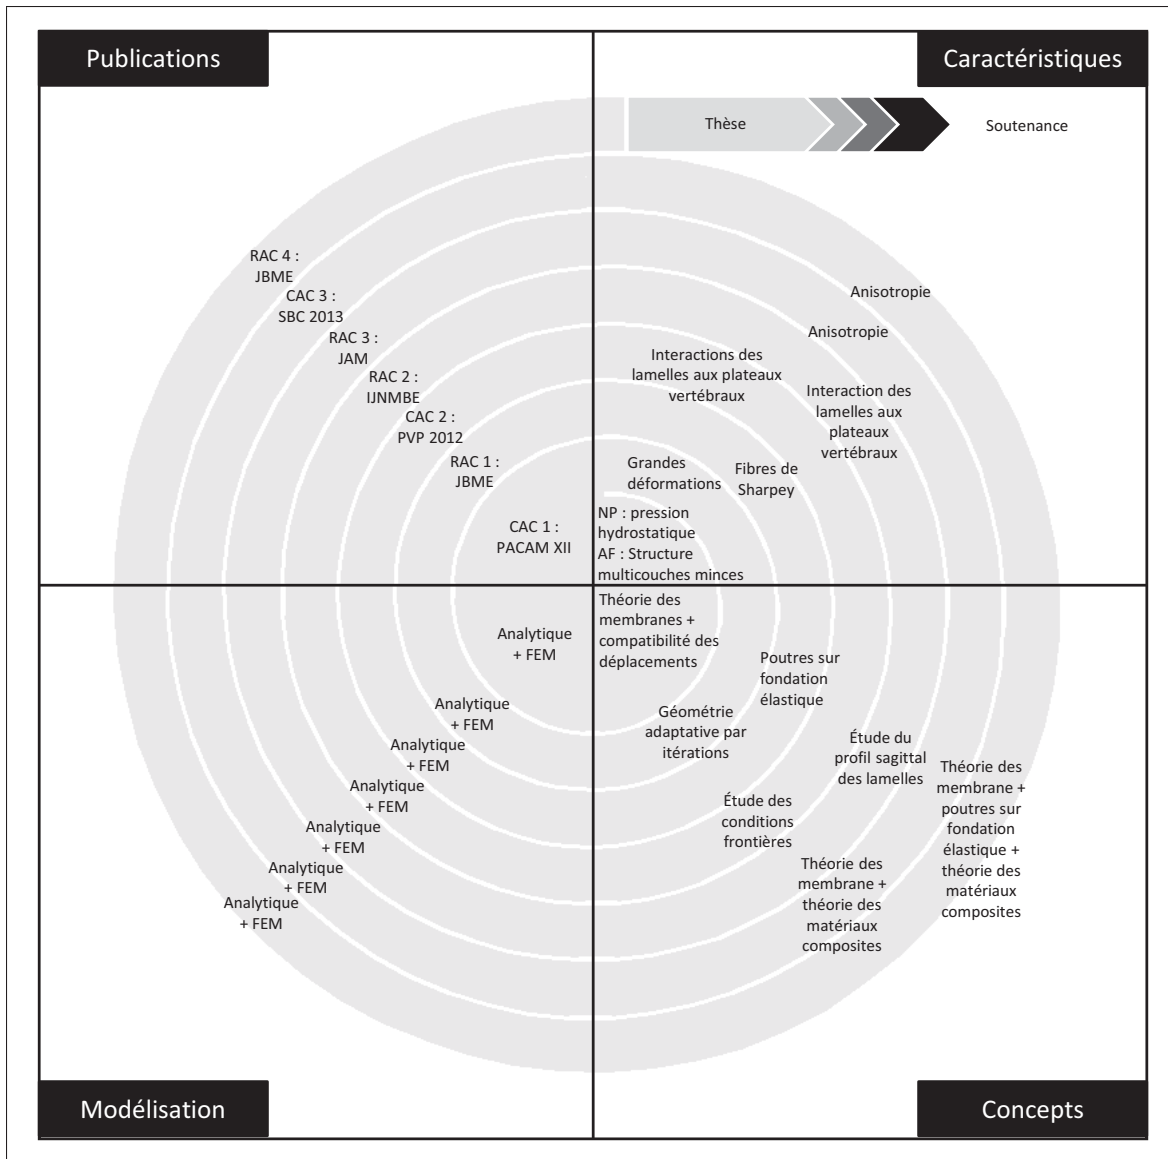 Publications
Caractéristiques
Thèse
Soutenance
RAC 4 :
JBME
CAC 3 :
SBC 2013
RAC 3 :
JAM
RAC 2 :
IJNMBE
CAC 2 :
PVP 2012
RAC 1 :
JBME
CAC 1 :
PACAM XII
Anisotropie
Anisotropie
Interactions des
lamelles aux plateaux
vertébraux
Interaction des
lamelles aux
plateaux
vertébraux
Grandes
déformations
Fibres de
Sharpey
NP : pression
hydrostatique
AF : Structure
multicouches minces
Analytique
+ FEM
Analytique
+ FEM
Analytique
+ FEM
Analytique
+ FEM
Analytique
+ FEM
Analytique
+ FEM
Analytique
+ FEM
Théorie des
membranes +
compatibilité des
déplacements
Poutres sur
fondation
élastique
Géométrie
adaptative par
itérations
Étude du
profil sagittal
des lamelles
Étude des
conditions
frontières
Théorie des
membrane +
théorie des
matériaux
composites
Théorie des
membrane +
poutres sur
fondation
élastique +
théorie des
matériaux
composites
Modélisation
Concepts